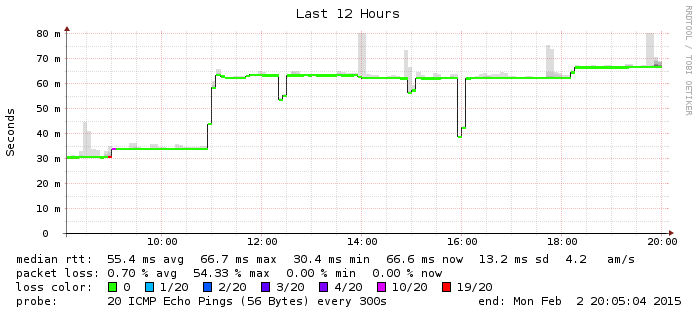 Last 12 Hours
RRDTOOL / TOBI OETIKER
Seconds
80 m
70 m
60 m
50 m
40 m
30 m
20 m
10 m
0
10:00 12:00 14:00 16:00 18:00 20:00
median rtt: 55.4 ms avg 66.7 ms max 30.4 ms min 66.6 ms now 13.2 ms sd 4.2 am/s
packet loss: 0.70 % avg 54.33 % max 0.00 % min 0.00 % now
loss color: 0 1/20 2/20 3/20 4/20 10/20 19/20
probe: 20 ICMP Echo Pings (56 Bytes) every 300s end: Mon Feb 2 20:05:04 2015